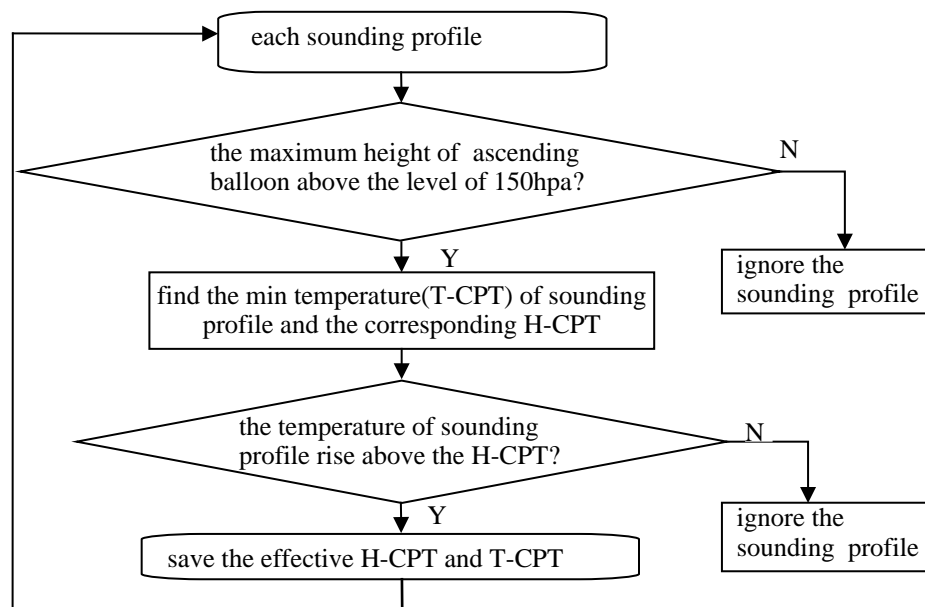 each sounding profile
the maximum height of ascending
balloon above the level of 150hpa?
N
Y
ignore the
sounding profile
find the min temperature(T-CPT) of sounding
profile and the corresponding H-CPT
the temperature of sounding
profile rise above the H-CPT?
N
Y
ignore the
sounding profile
save the effective H-CPT and T-CPT